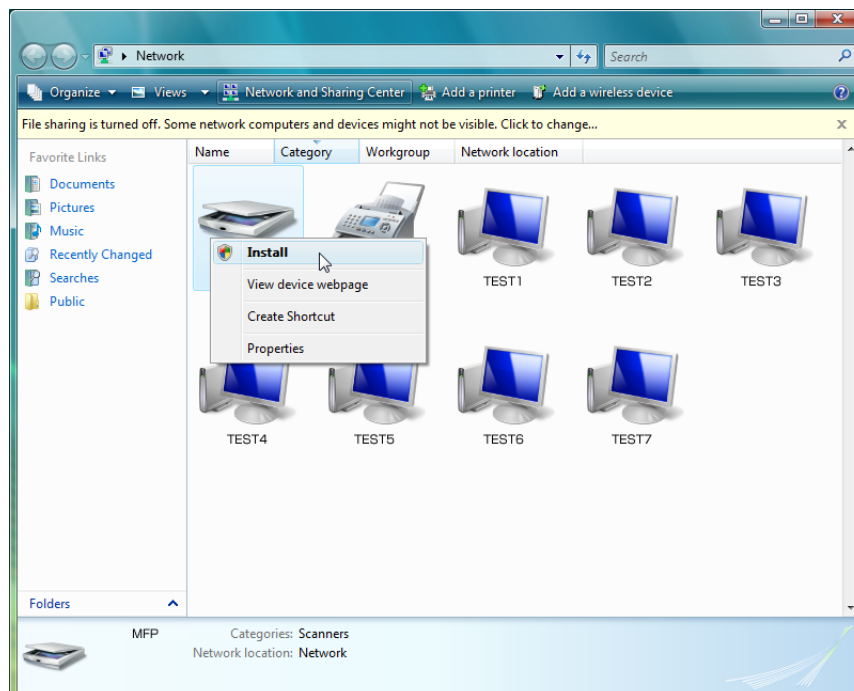 Network
Search
Organize Views Network and Sharing Center Add a printer Add a wireless device
File sharing is turned off. Some network computers and devices might not be visible. Click to change...
Favorite Links
Documents
Pictures
Music
Recently Changed
Searches
Public
Folders
Name Category Workgroup Network location
Install
View device webpage
Create Shortcut
Properties
TEST1 TEST2 TEST3
TEST4 TEST5 TEST6 TEST7
MFP Categories: Scanners
Network location: Network